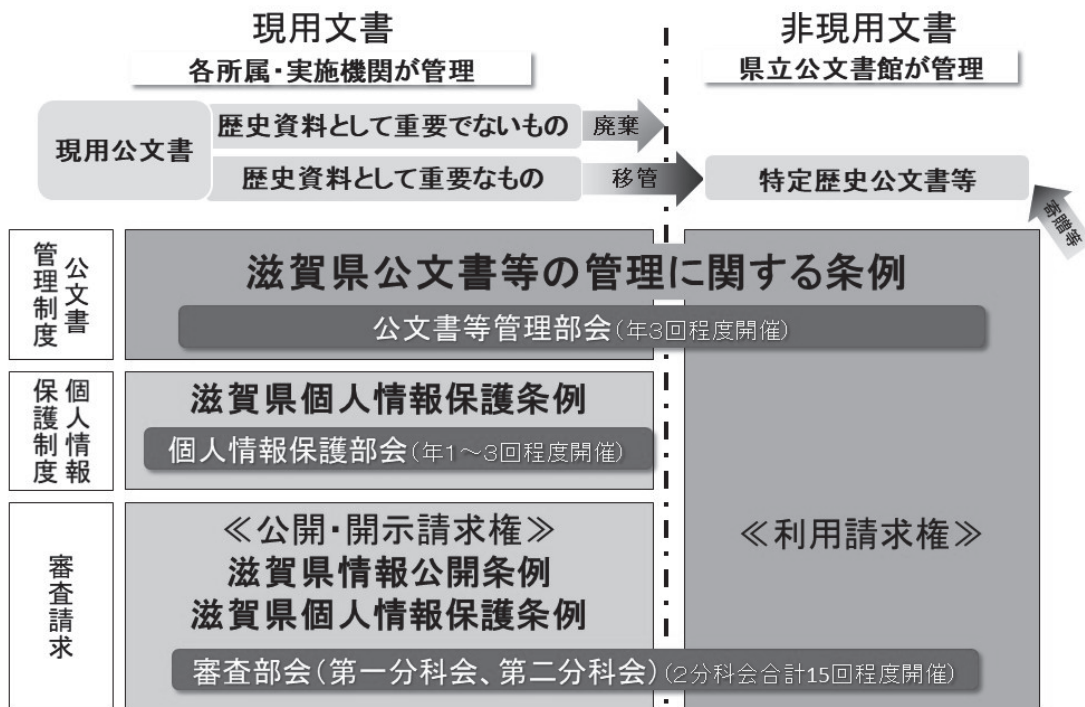 現用文書
各所属・実施機関が管理
非現用文書
県立公文書館が管理
現用公文書
歴史資料として重要でないもの
廃棄
歴史資料として重要なもの
移管
特定歴史公文書等
寄贈等
公文書
管理制度
滋賀県公文書等の管理に関する条例
公文書等管理部会(年3回程度開催)
個人情報
保護制度
滋賀県個人情報保護条例
個人情報保護部会(年1~3回程度開催)
審査請求
≪公開・開示請求権≫
滋賀県情報公開条例
滋賀県個人情報保護条例
≪利用請求権≫
審査部会(第一分科会、第二分科会)(2分科会合計15回程度開催)